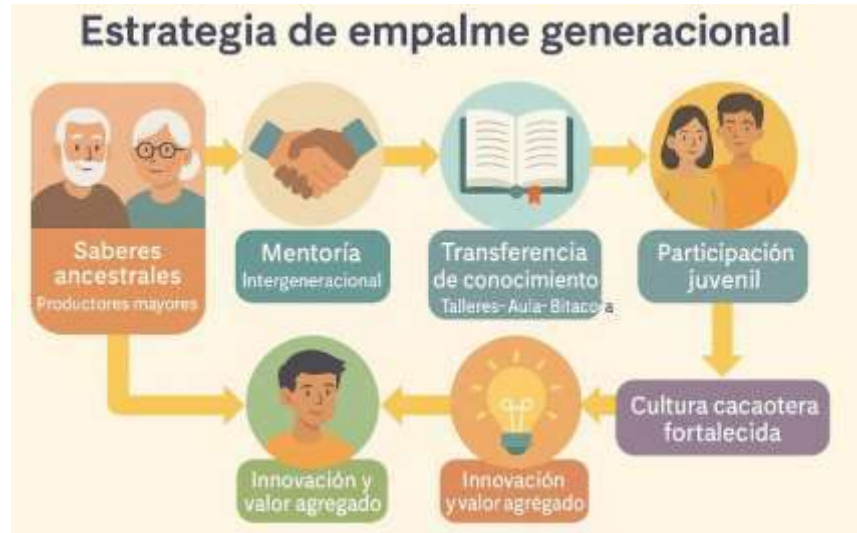 Estrategia de empalme generacional
Saberes
ancestrales
Productores mayores
Mentoría
Intergeneracional
Transferencia
de conocimiento
Talleres- Aula- Bitacora
Participación
juvenil
Cultura cacaotera
fortalecida
Innovación y
valor agregado
Innovación
y valor agregado